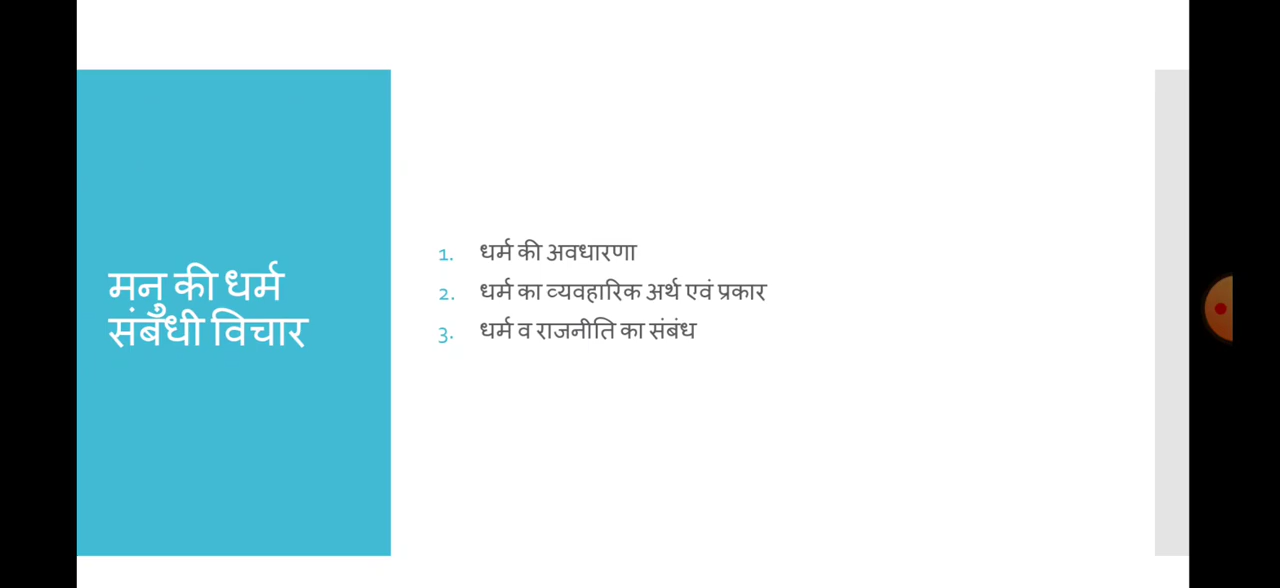 मनु की धर्म
संबंधी विचार
1. धर्म की अवधारणा
2. धर्म का व्यवहारिक अर्थ एवं प्रकार
3. धर्म व राजनीति का संबंध